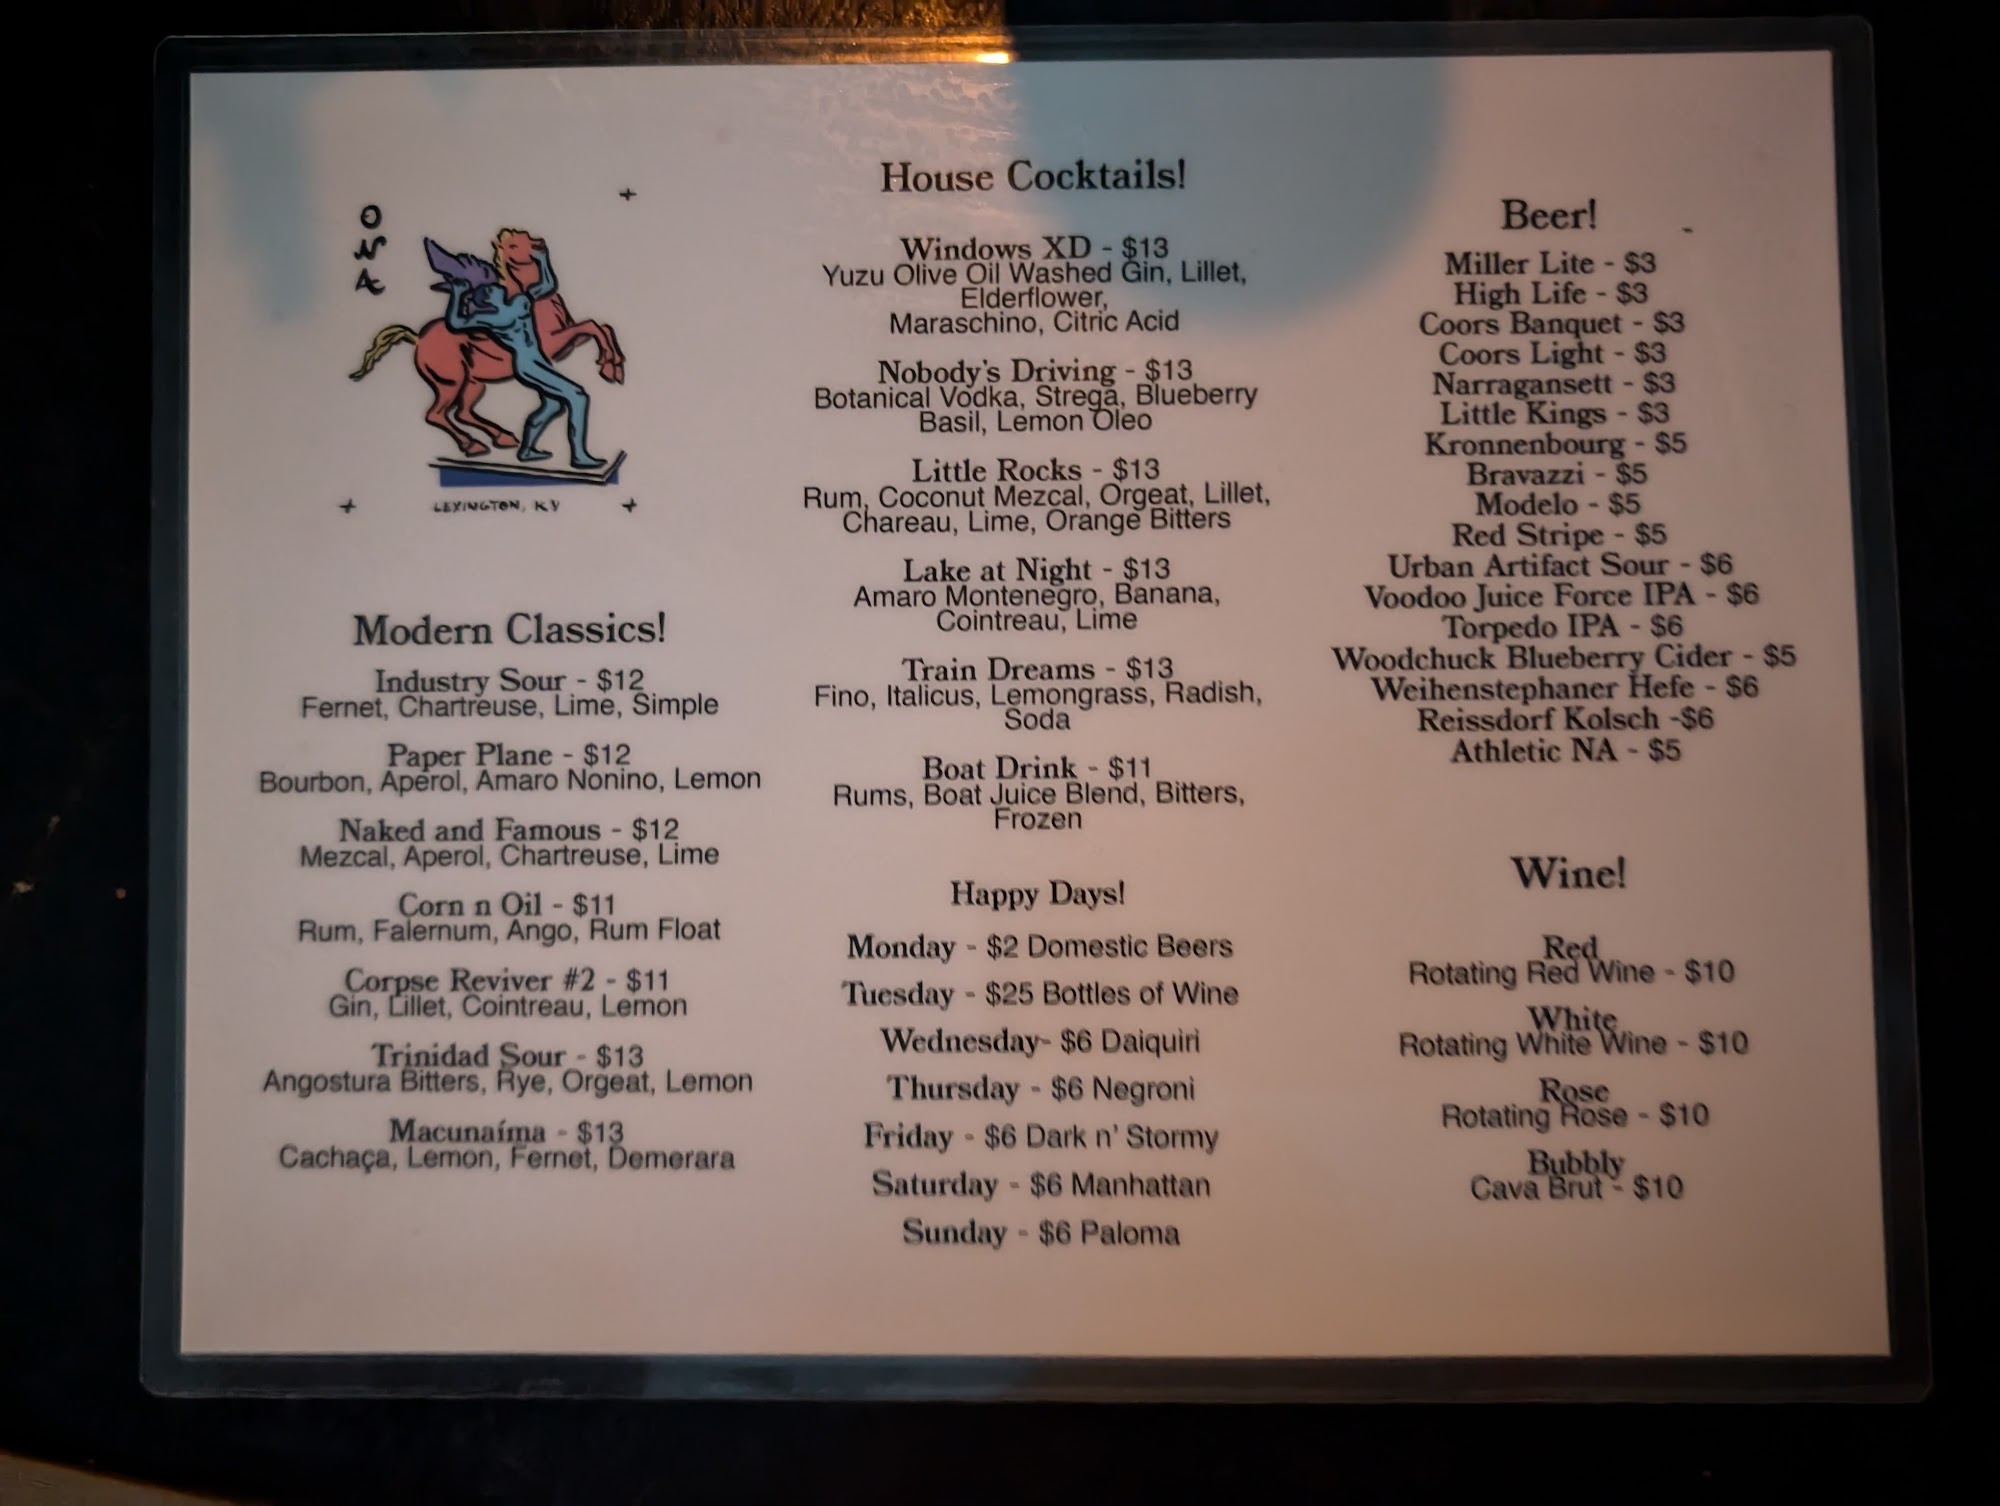 ONA
LEXINGTON, KY
Modern Classics!
Industry Sour - $12
Fernet, Chartreuse, Lime, Simple
Paper Plane - $12
Bourbon, Aperol, Amaro Nonino, Lemon
Naked and Famous - $12
Mezcal, Aperol, Chartreuse, Lime
Corn n Oil - $11
Rum, Falernum, Ango, Rum Float
Corpse Reviver #2 - $11
Gin, Lillet, Cointreau, Lemon
Trinidad Sour - $13
Angostura Bitters, Rye, Orgeat, Lemon
Macunaíma - $13
Cachaça, Lemon, Fernet, Demerara
House Cocktails!
Windows XD - $13
Yuzu Olive Oil Washed Gin, Lillet,
Elderflower,
Maraschino, Citric Acid
Nobody's Driving - $13
Botanical Vodka, Strega, Blueberry
Basil, Lemon Oleo
Little Rocks - $13
Rum, Coconut Mezcal, Orgeat, Lillet,
Chareau, Lime, Orange Bitters
Lake at Night - $13
Amaro Montenegro, Banana,
Cointreau, Lime
Train Dreams - $13
Fino, Italicus, Lemongrass, Radish,
Soda
Boat Drink - $11
Rums, Boat Juice Blend, Bitters,
Frozen
Happy Days!
Monday - $2 Domestic Beers
Tuesday - $25 Bottles of Wine
Wednesday- $6 Daiquiri
Thursday - $6 Negroni
Friday - $6 Dark n' Stormy
Saturday - $6 Manhattan
Sunday - $6 Paloma
Beer!
Miller Lite - $3
High Life - $3
Coors Banquet - $3
Coors Light - $3
Narragansett - $3
Little Kings - $3
Kronnenbourg - $5
Bravazzi - $5
Modelo - $5
Red Stripe - $5
Urban Artifact Sour - $6
Voodoo Juice Force IPA - $6
Torpedo IPA - $6
Woodchuck Blueberry Cider - $5
Weihenstephaner Hefe - $6
Reissdorf Kolsch -$6
Athletic NA - $5
Wine!
Red
Rotating Red Wine - $10
White
Rotating White Wine - $10
Rose
Rotating Rose - $10
Bubbly
Cava Brut - $10